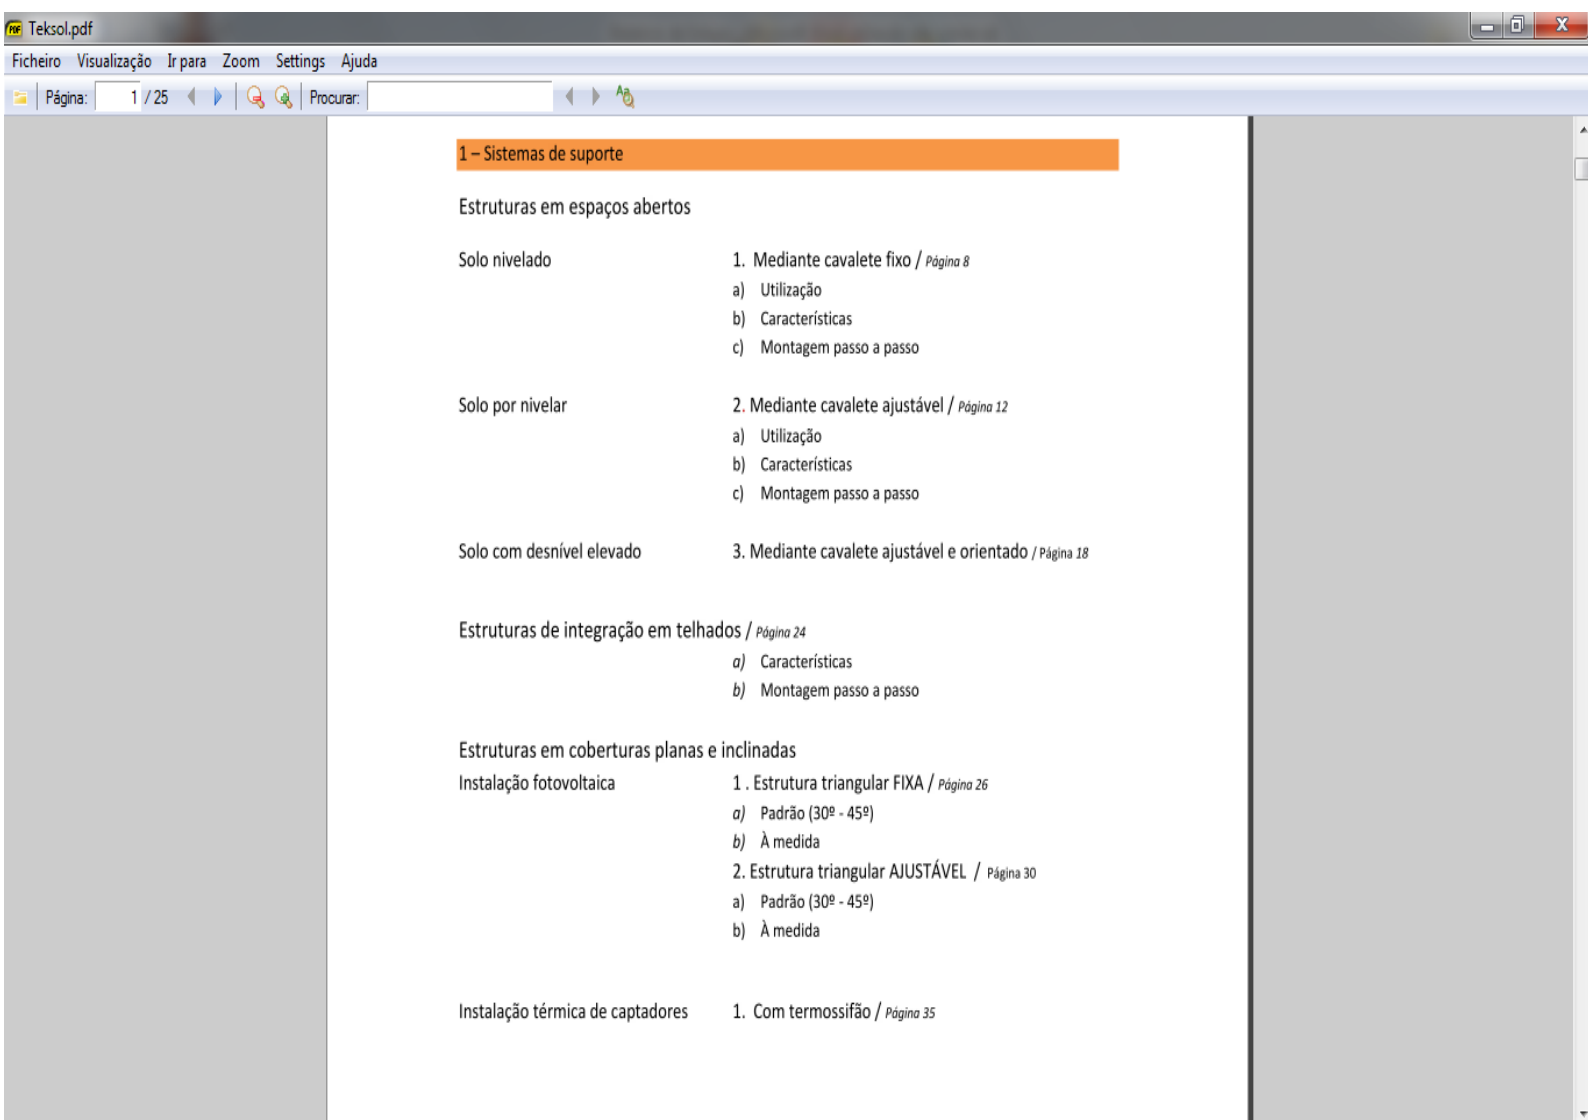 Teksol.pdf
Ficheiro Visualização Ir para Zoom Settings Ajuda
Página: 1 / 25 Procurar:
1 – Sistemas de suporte
Estruturas em espaços abertos
Solo nivelado 1. Mediante cavalete fixo / Página 8
a) Utilização
b) Características
c) Montagem passo a passo
Solo por nivelar 2. Mediante cavalete ajustável / Página 12
a) Utilização
b) Características
c) Montagem passo a passo
Solo com desnível elevado 3. Mediante cavalete ajustável e orientado / Página 18
Estruturas de integração em telhados / Página 24
a) Características
b) Montagem passo a passo
Estruturas em coberturas planas e inclinadas
Instalação fotovoltaica 1 . Estrutura triangular FIXA / Página 26
a) Padrão (30º - 45º)
b) À medida
2. Estrutura triangular AJUSTÁVEL / Página 30
a) Padrão (30º - 45º)
b) À medida
Instalação térmica de captadores 1. Com termossifão / Página 35